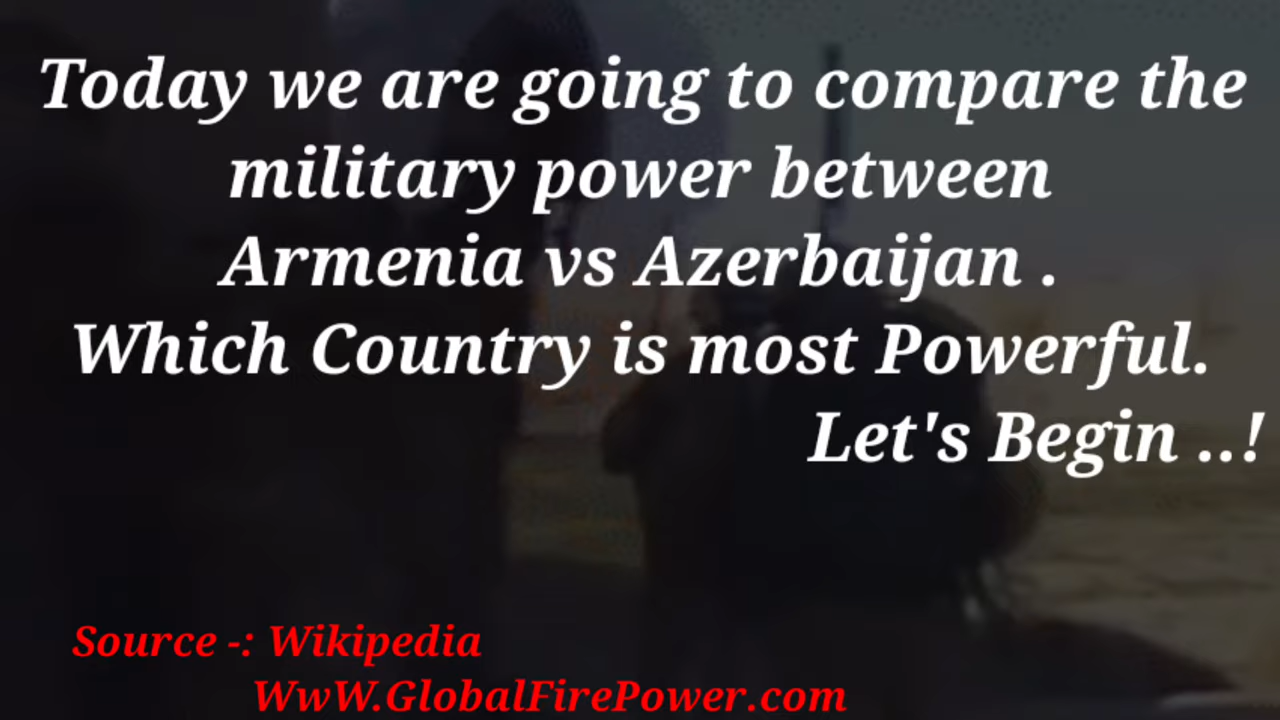 Today we are going to compare the
military power between
Armenia vs Azerbaijan .
Which Country is most Powerful.
Let's Begin ..!
Source -: Wikipedia
WwW.GlobalFirePower.com